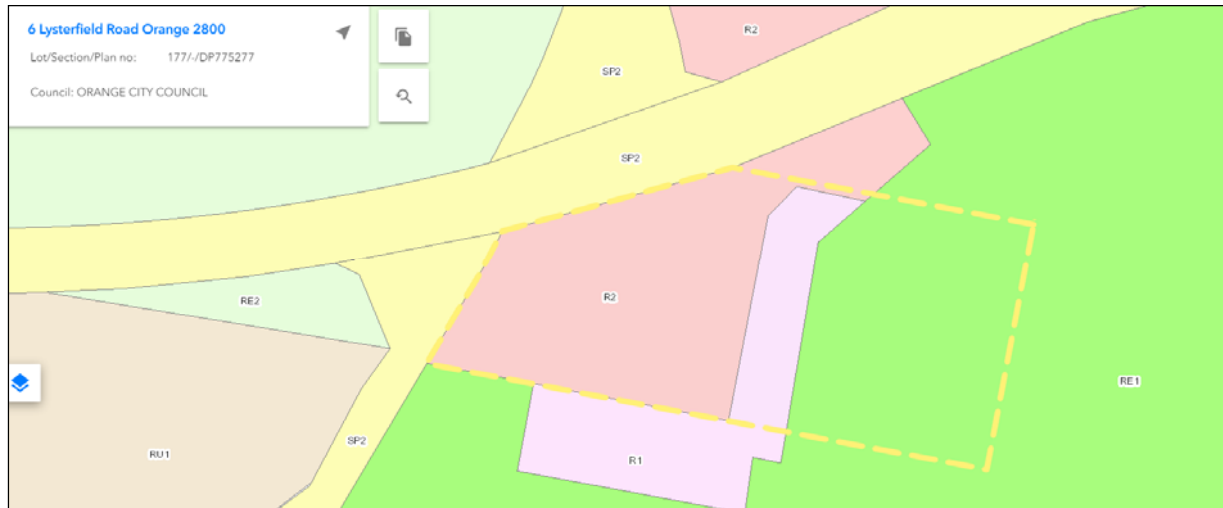 6 Lysterfield Road Orange 2800
Lot/Section/Plan no: 177/-/DP775277
Council: ORANGE CITY COUNCIL
R2
SP2
SP2
RE2
R2
RE1
SP2
RU1
R1